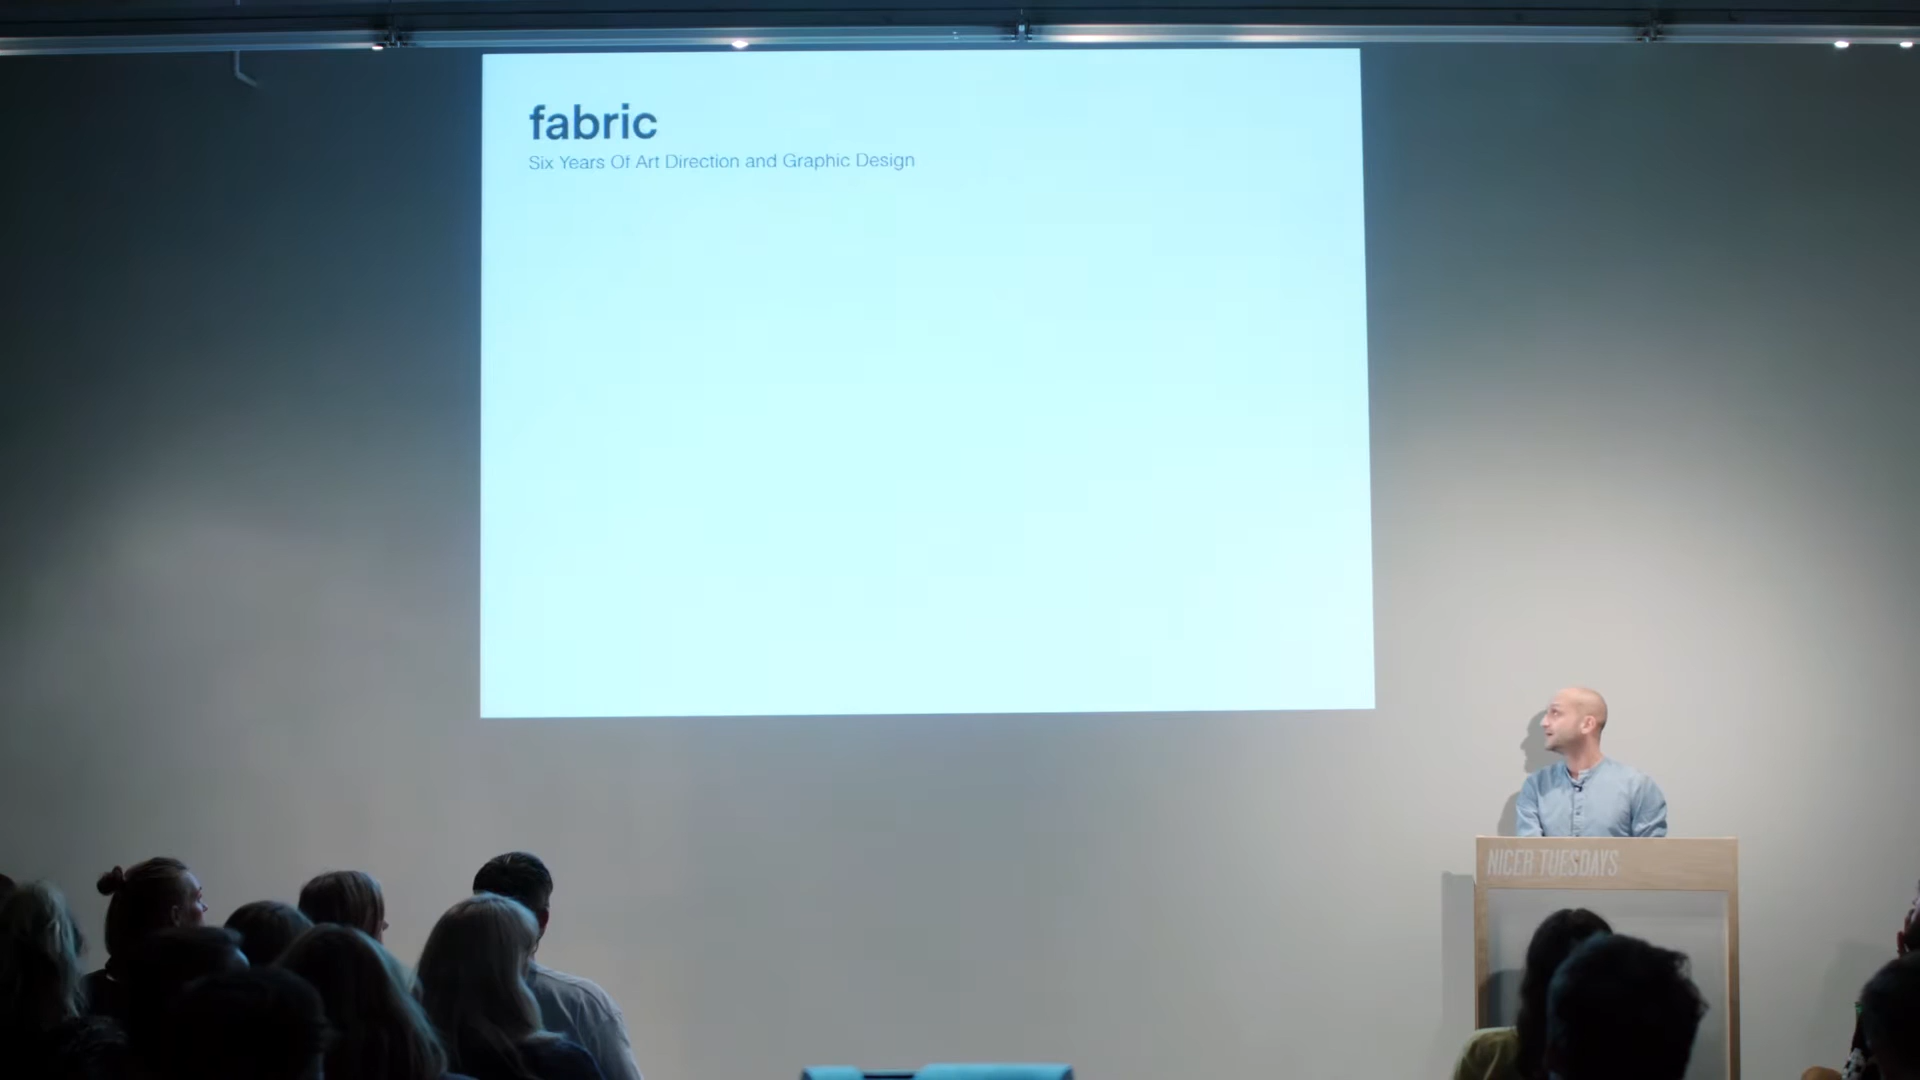 fabric
Six Years Of Art Direction and Graphic Design
NICER TUESDAYS